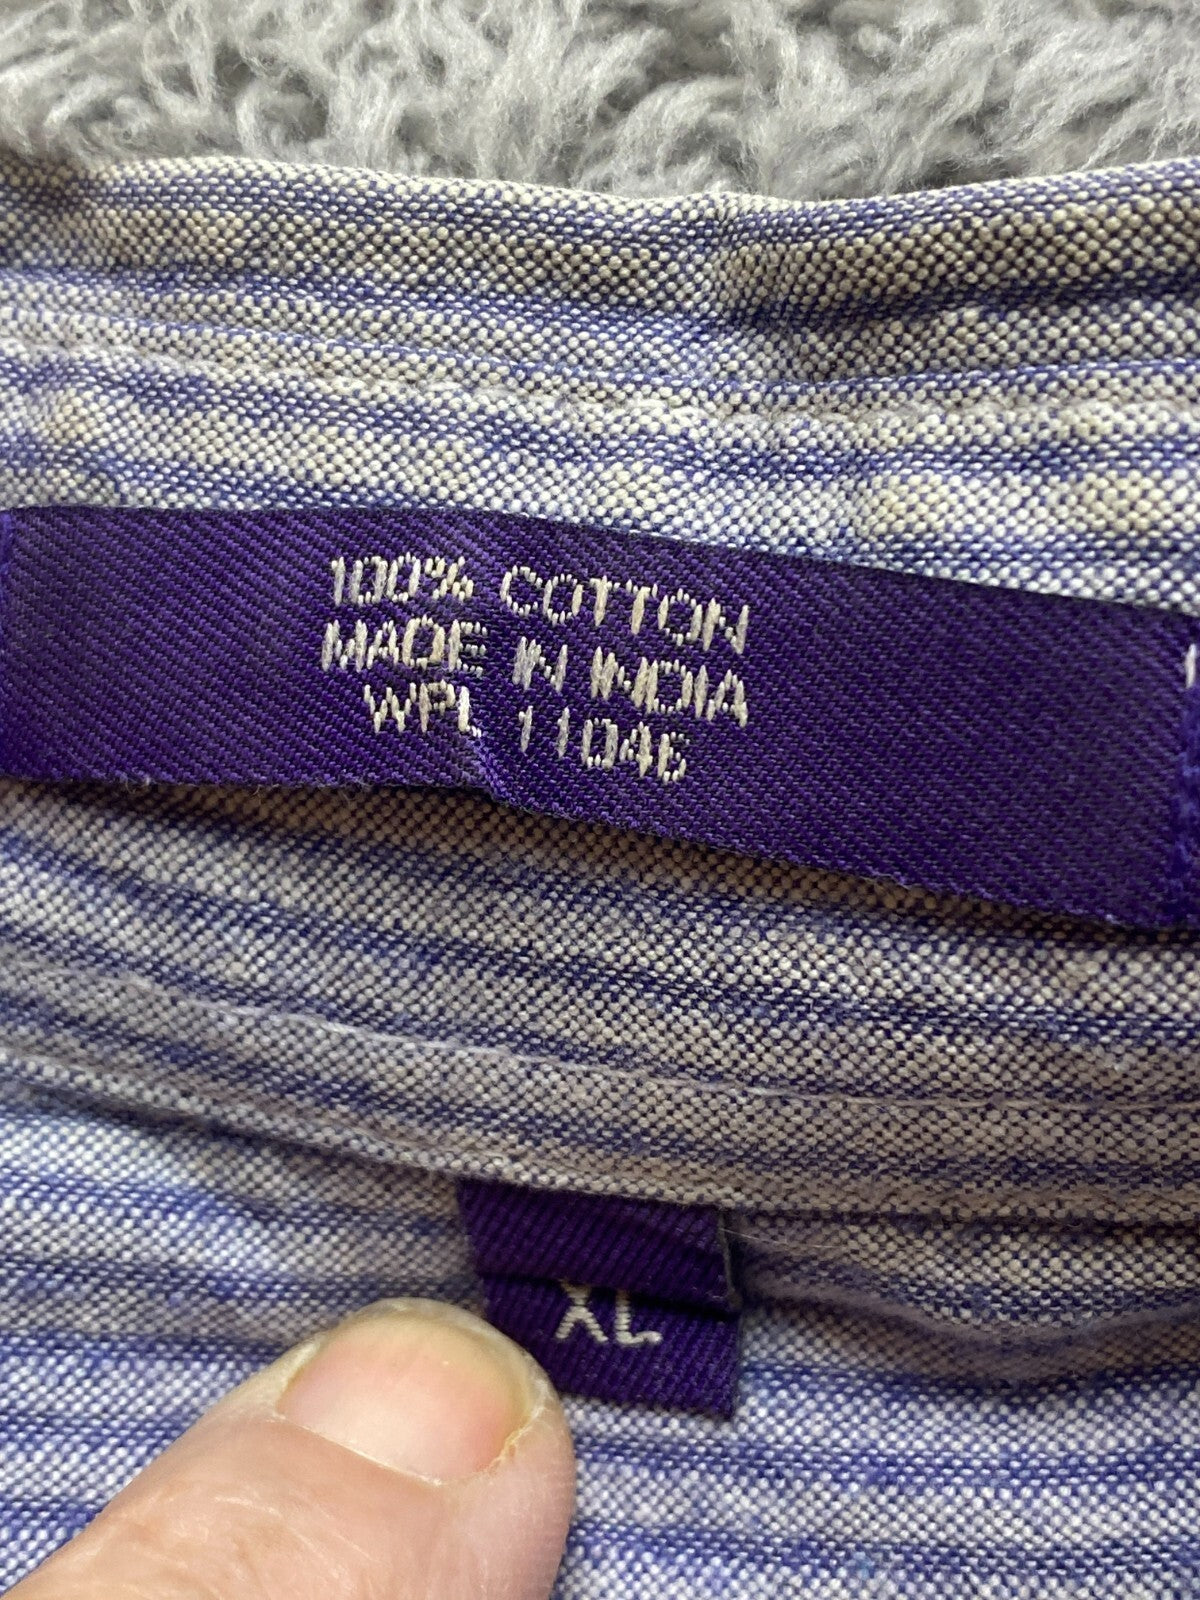 100% COTTON
MADE IN INDIA
WPL 11046
XL